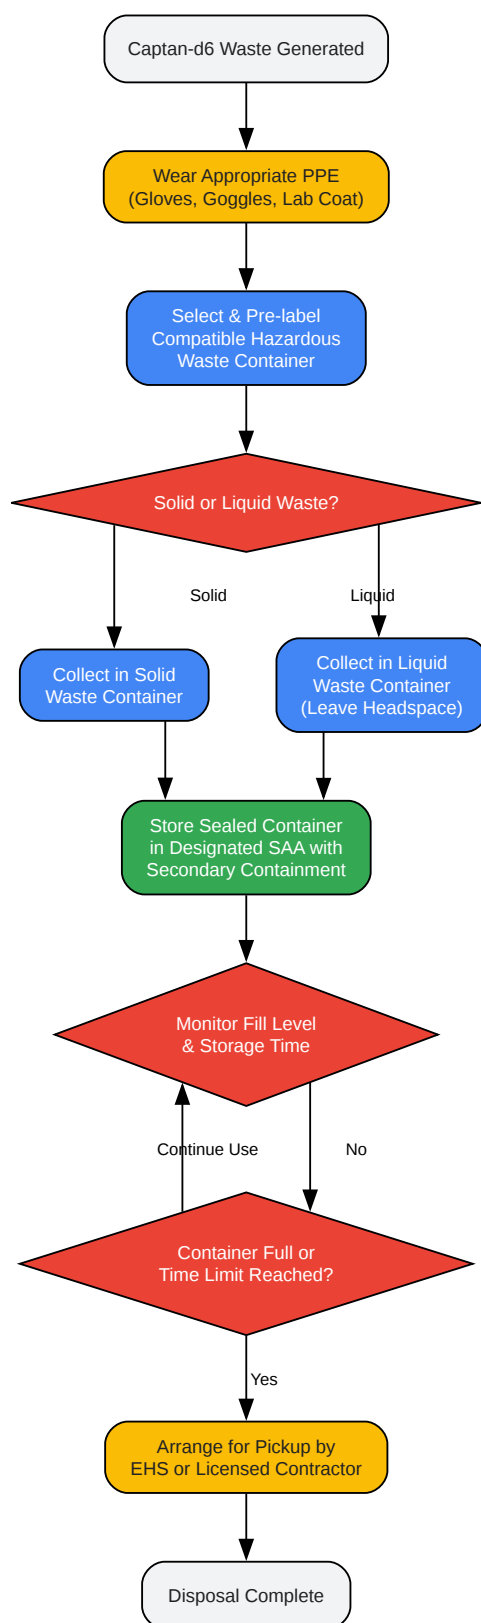 Captan-d6 Waste Generated
Wear Appropriate PPE
(Gloves, Goggles, Lab Coat)
Select & Pre-label
Compatible Hazardous
Waste Container
Solid or Liquid Waste?
Solid
Liquid
Collect in Solid
Waste Container
Collect in Liquid
Waste Container
(Leave Headspace)
Store Sealed Container
in Designated SAA with
Secondary Containment
Monitor Fill Level
& Storage Time
Continue Use
No
Container Full or
Time Limit Reached?
Yes
Arrange for Pickup by
EHS or Licensed Contractor
Disposal Complete